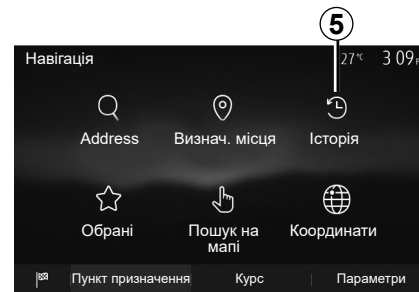 5
Навігація 27°C 3 09
Address Визнач. місця Історія
Обрані Пошук на мапі Координати
Пункт призначення Курс Параметри